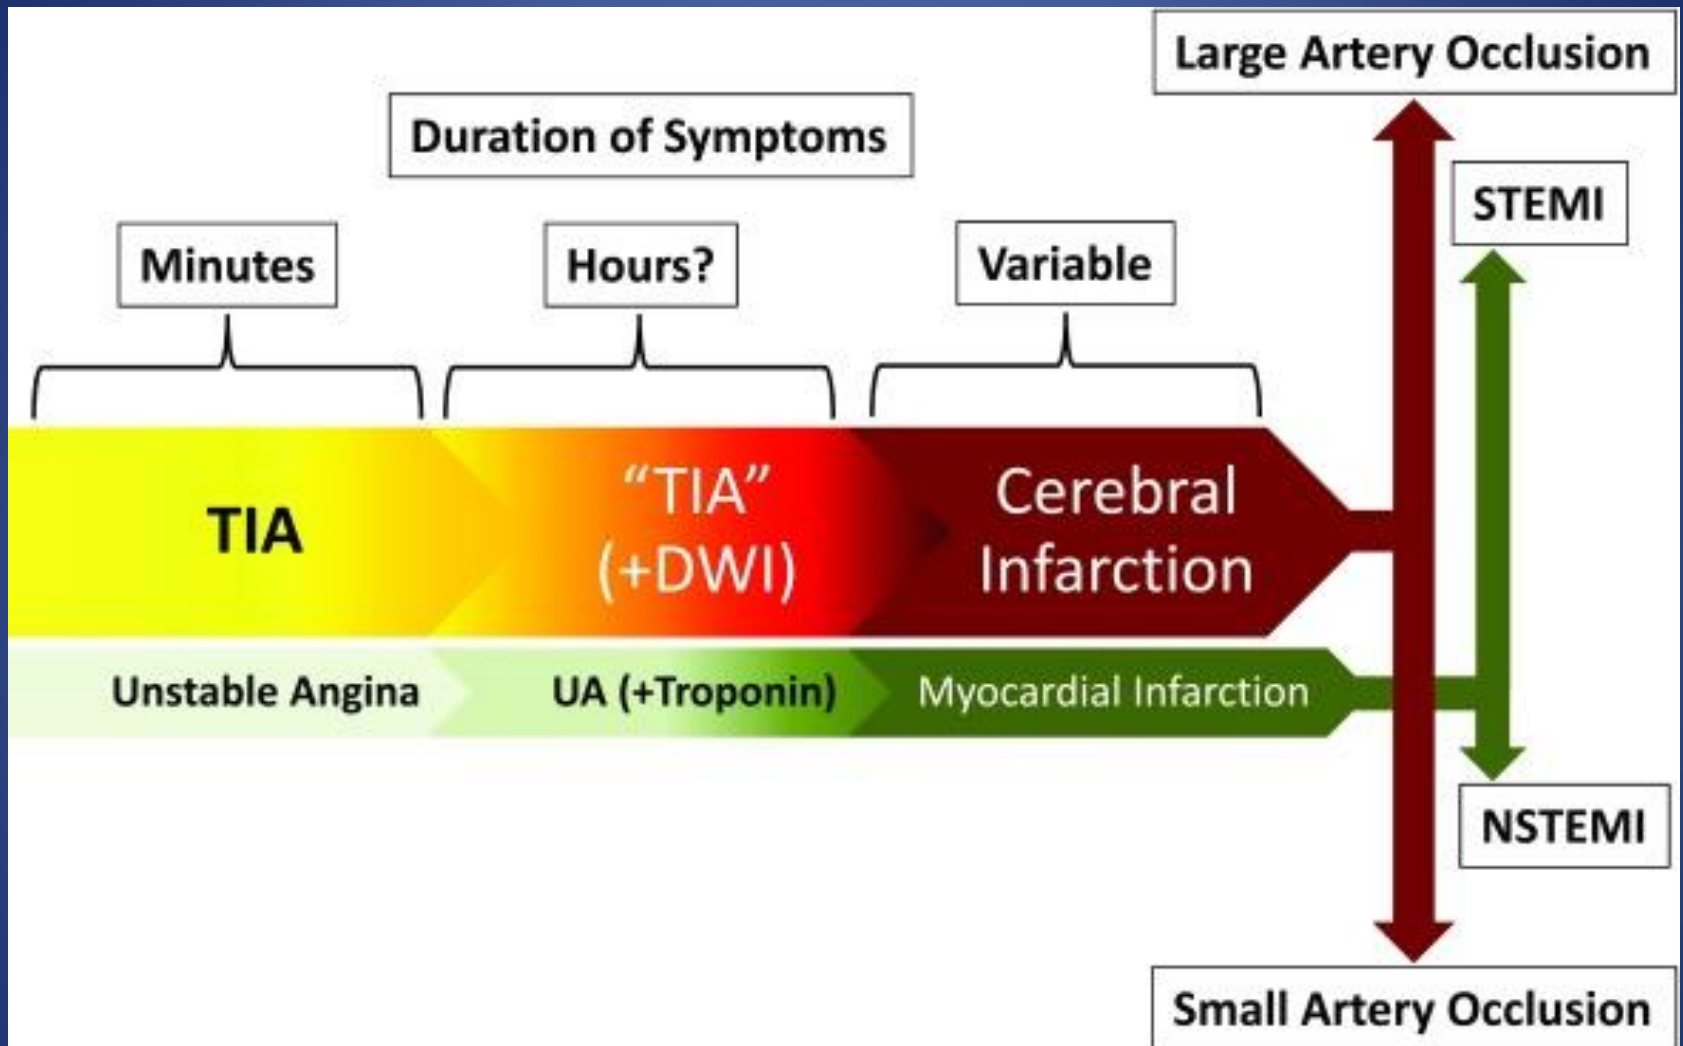 Large Artery Occlusion
Duration of Symptoms
STEMI
Minutes
Hours?
Variable
TIA
“TIA”
(+DWI)
Cerebral
Infarction
Unstable Angina
UA (+Troponin)
Myocardial Infarction
NSTEMI
Small Artery Occlusion